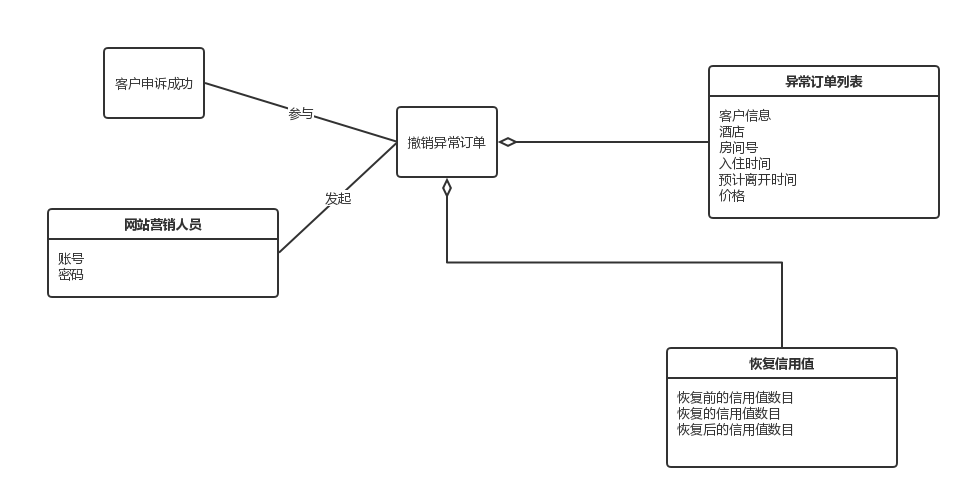 客户申诉成功
参与
撤销异常订单
异常订单列表
客户信息
酒店
房间号
入住时间
预计离开时间
价格
发起
网站营销人员
账号
密码
恢复信用值
恢复前的信用值数目
恢复的信用值数目
恢复后的信用值数目